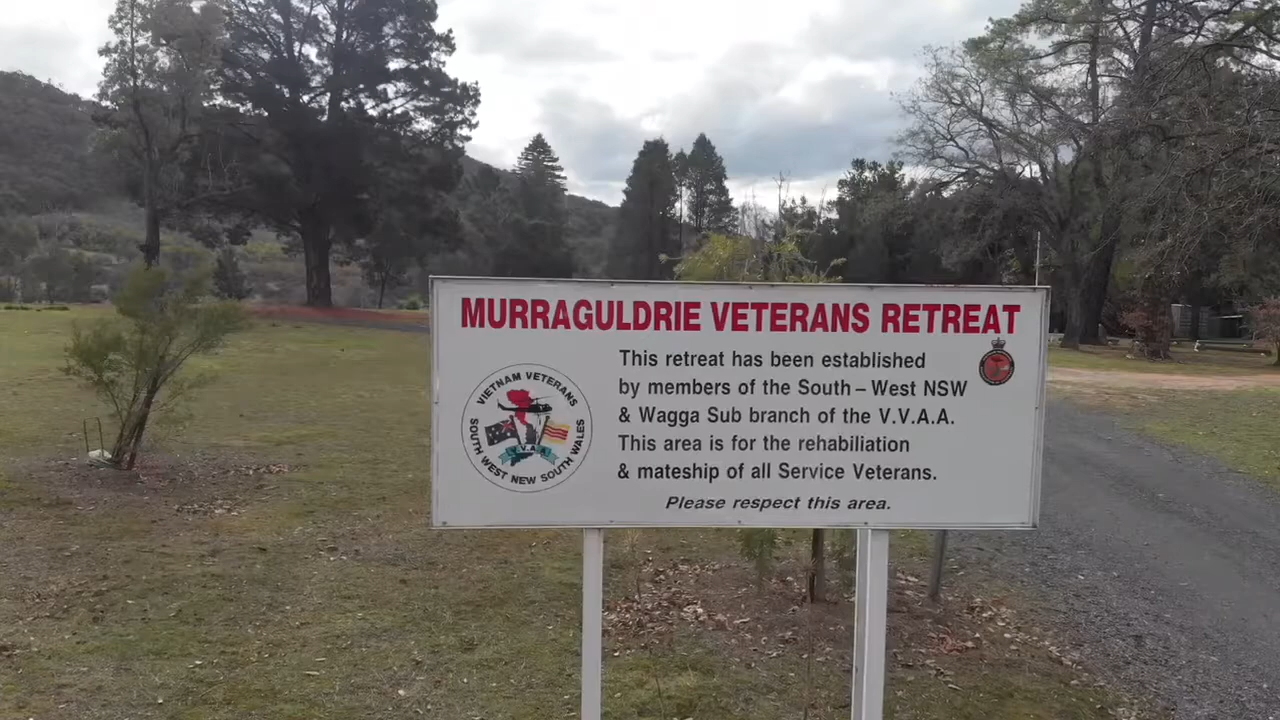 MURRAGULDRIE VETERANS RETREAT
This retreat has been established
by members of the South – West NSW
& Wagga Sub branch of the V.V.A.A.
This area is for the rehabiliation
& mateship of all Service Veterans.
Please respect this area.
VIETNAM VETERANS
V.V.A.A
SOUTH WEST NEW SOUTH WALES